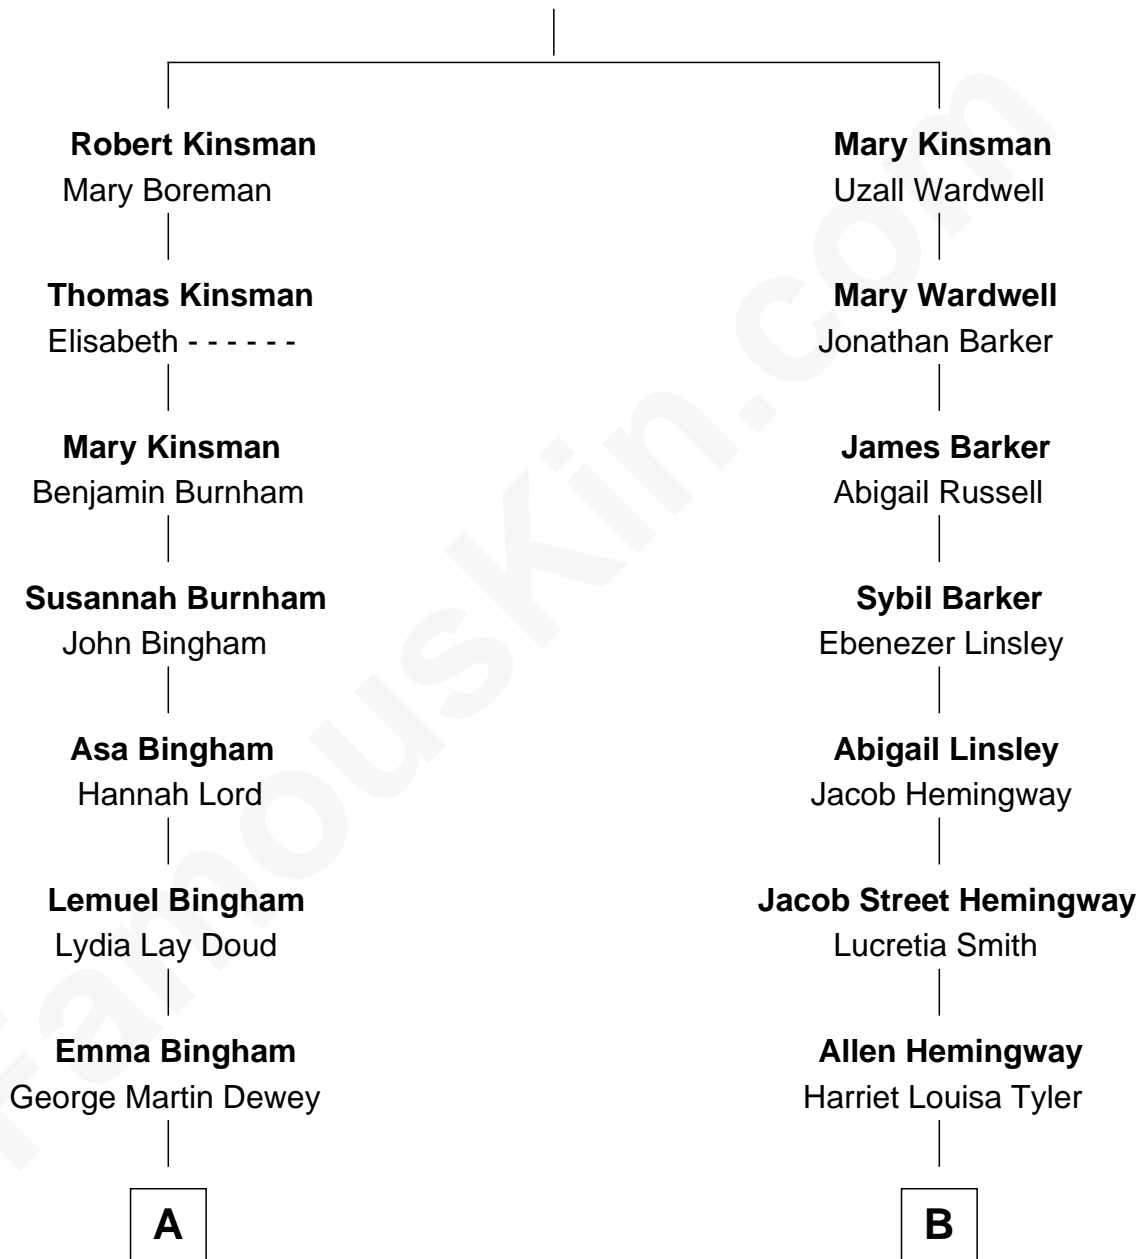 Robert Kinsman
Mary Boreman
Thomas Kinsman
Elisabeth - - - - - -
Mary Kinsman
Benjamin Burnham
Susannah Burnham
John Bingham
Asa Bingham
Hannah Lord
Lemuel Bingham
Lydia Lay Doud
Emma Bingham
George Martin Dewey
A
Mary Kinsman
Uzall Wardwell
Mary Wardwell
Jonathan Barker
James Barker
Abigail Russell
Sybil Barker
Ebenezer Linsley
Abigail Linsley
Jacob Hemingway
Jacob Street Hemingway
Lucretia Smith
Allen Hemingway
Harriet Louisa Tyler
B
FamousKin.com